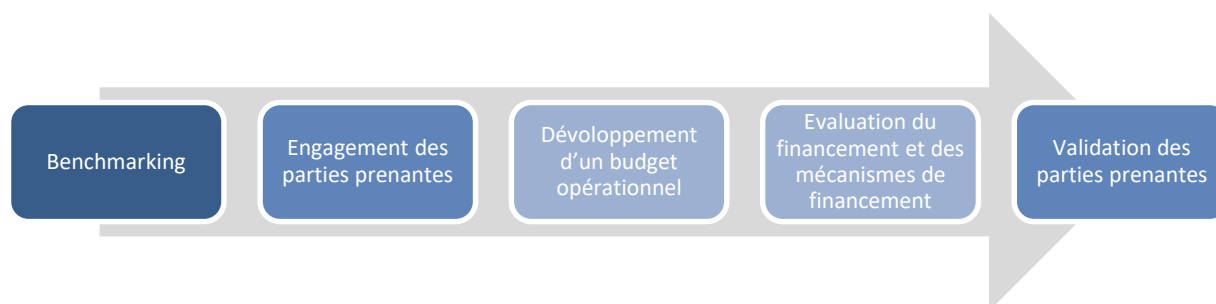 Benchmarking
Engagement des
parties prenantes
Dévoloppement
d'un budget
opérationnel
Evaluation du
financement et des
mécanismes de
financement
Validation des
parties prenantes